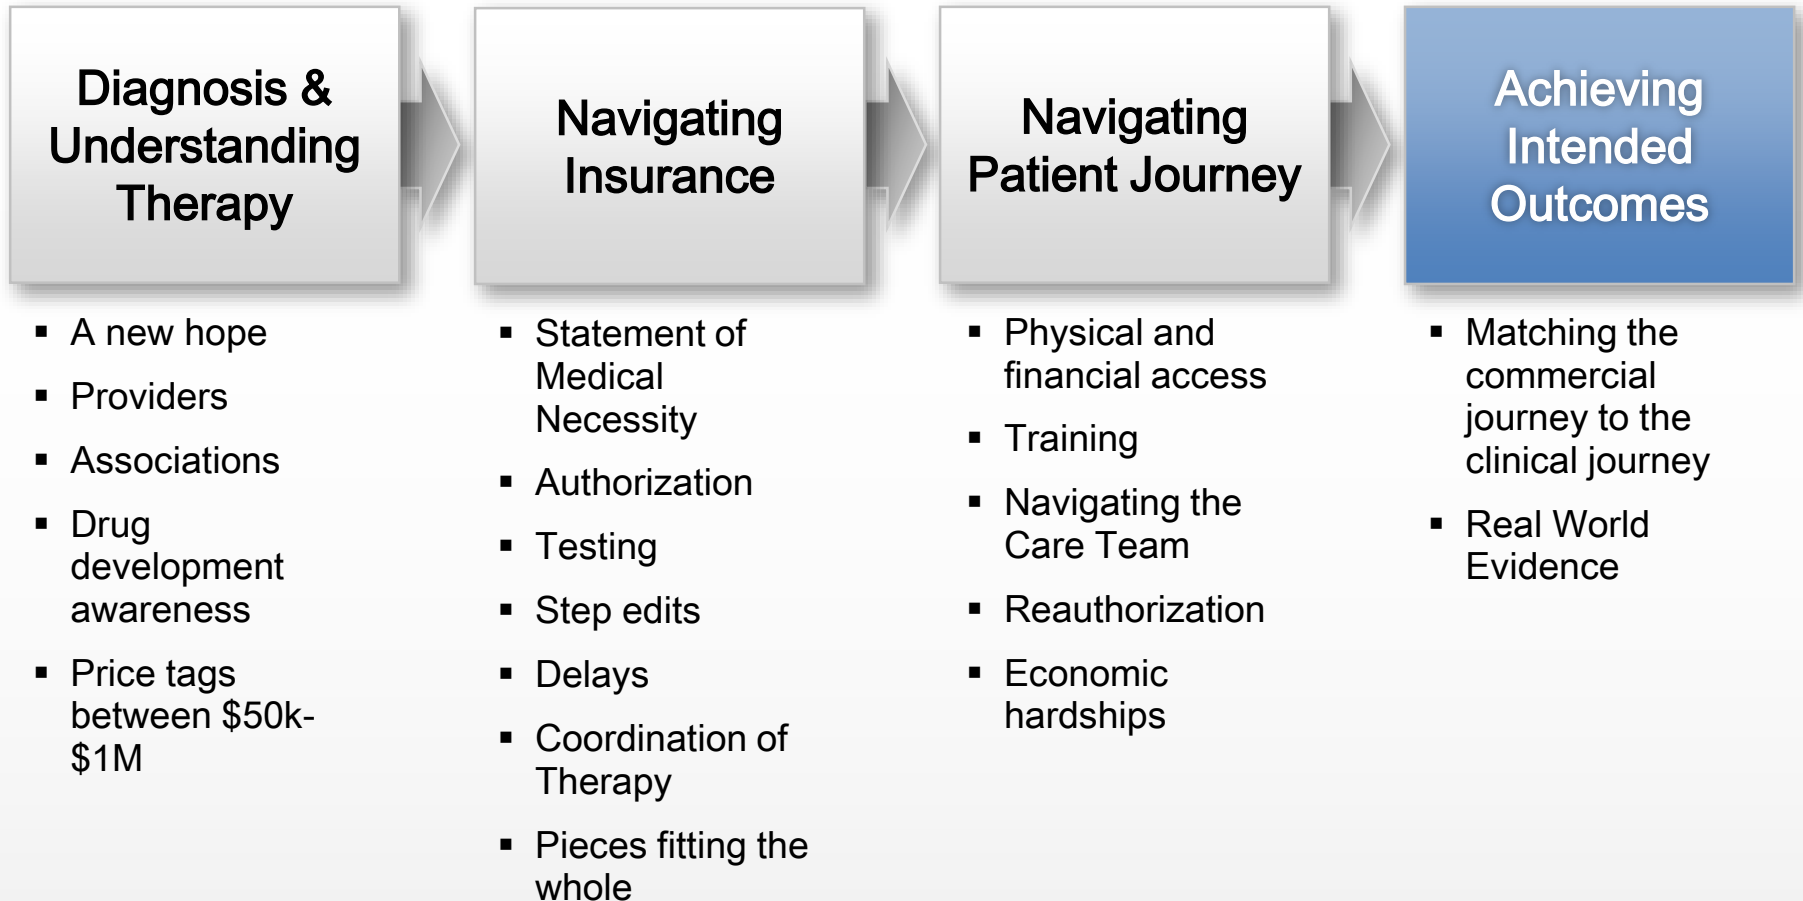 Diagnosis &
Understanding
Therapy
▪ A new hope
▪ Providers
▪ Associations
▪ Drug
development
awareness
▪ Price tags
between $50k-
$1M
Navigating
Insurance
▪ Statement of
Medical
Necessity
▪ Authorization
▪ Testing
▪ Step edits
▪ Delays
▪ Coordination of
Therapy
▪ Pieces fitting the
whole
Navigating
Patient Journey
▪ Physical and
financial access
▪ Training
▪ Navigating the
Care Team
▪ Reauthorization
▪ Economic
hardships
Achieving
Intended
Outcomes
▪ Matching the
commercial
journey to the
clinical journey
▪ Real World
Evidence